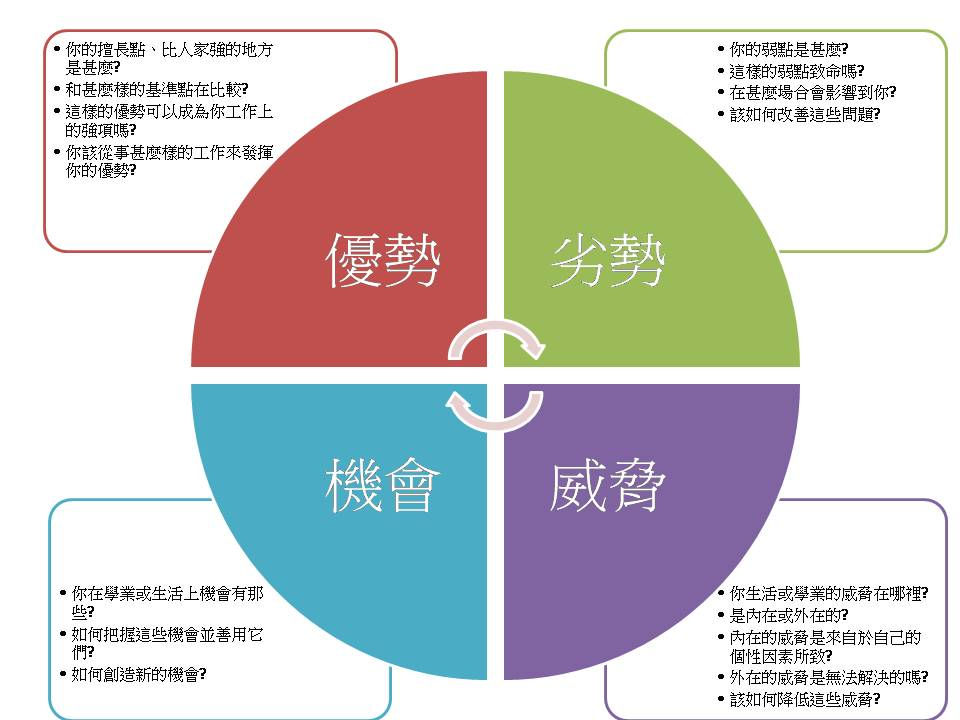 • 你的擅長點、比人家強的地方
是甚麼?
• 和甚麼樣的基準點在比較?
• 這樣的優勢可以成為你工作上
的強項嗎?
• 你該從事甚麼樣的工作來發揮
你的優勢?
• 你的弱點是甚麼?
• 這樣的弱點致命嗎?
• 在甚麼場合會影響到你?
• 該如何改善這些問題?
優勢
劣勢
機會
威脅
• 你在學業或生活上機會有那
些?
• 如何把握這些機會並善用它
們?
• 如何創造新的機會?
• 你生活或學業的威脅在哪裡?
• 是內在或外在的?
• 內在的威脅是來自於自己的
個性因素所致?
• 外在的威脅是無法解決的嗎?
• 該如何降低這些威脅?